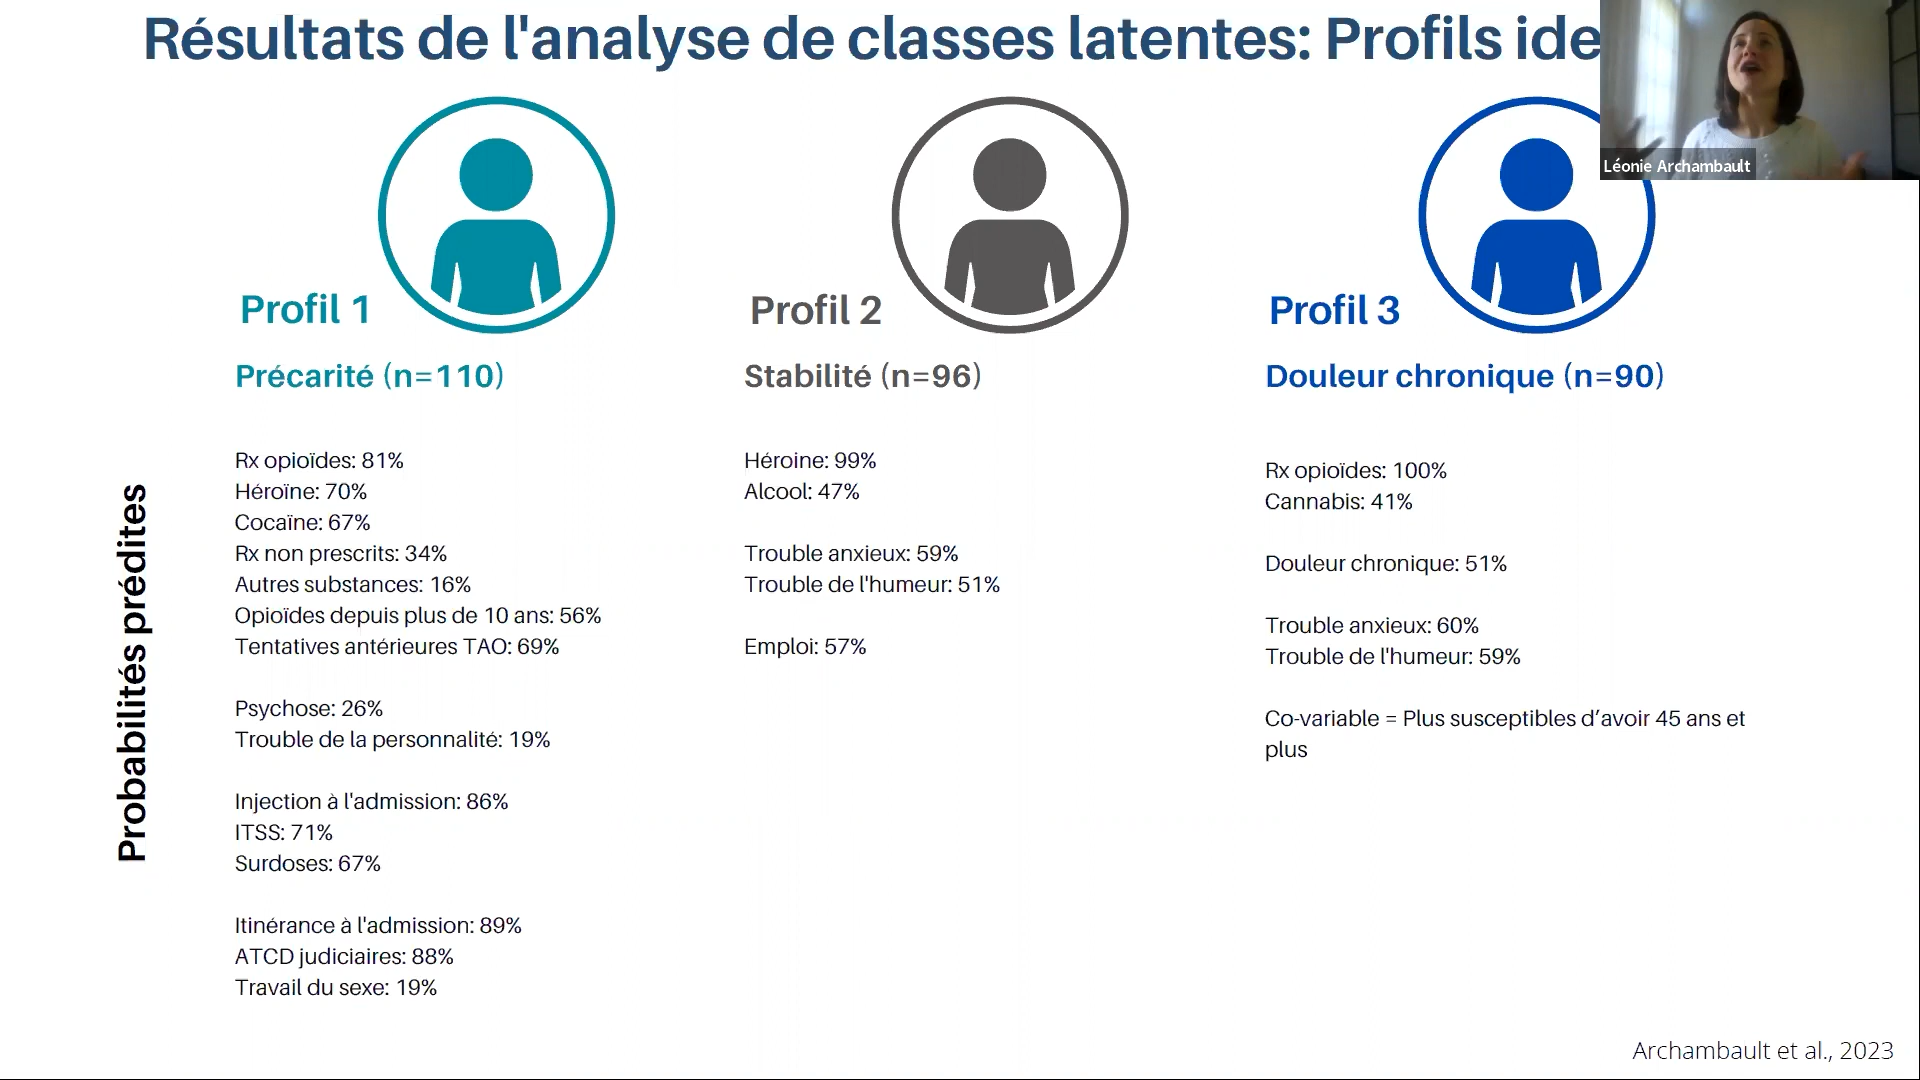 Résultats de l'analyse de classes latentes: Profils
Léonie Archambault
Profil 1
Précarité (n=110)
Profil 2
Stabilité (n=96)
Profil 3
Douleur chronique (n=90)
Probabilités prédites
Rx opioïdes: 81%
Héroïne: 70%
Cocaïne: 67%
Rx non prescrits: 34%
Autres substances: 16%
Opioïdes depuis plus de 10 ans: 56%
Tentatives antérieures TAO: 69%
Psychose: 26%
Trouble de la personnalité: 19%
Injection à l'admission: 86%
ITSS: 71%
Surdoses: 67%
Itinérance à l'admission: 89%
ATCD judiciaires: 88%
Travail du sexe: 19%
Héroine: 99%
Alcool: 47%
Trouble anxieux: 59%
Trouble de l'humeur: 51%
Emploi: 57%
Rx opioïdes: 100%
Cannabis: 41%
Douleur chronique: 51%
Trouble anxieux: 60%
Trouble de l'humeur: 59%
Co-variable = Plus susceptibles d’avoir 45 ans et
plus
Archambault et al., 2023